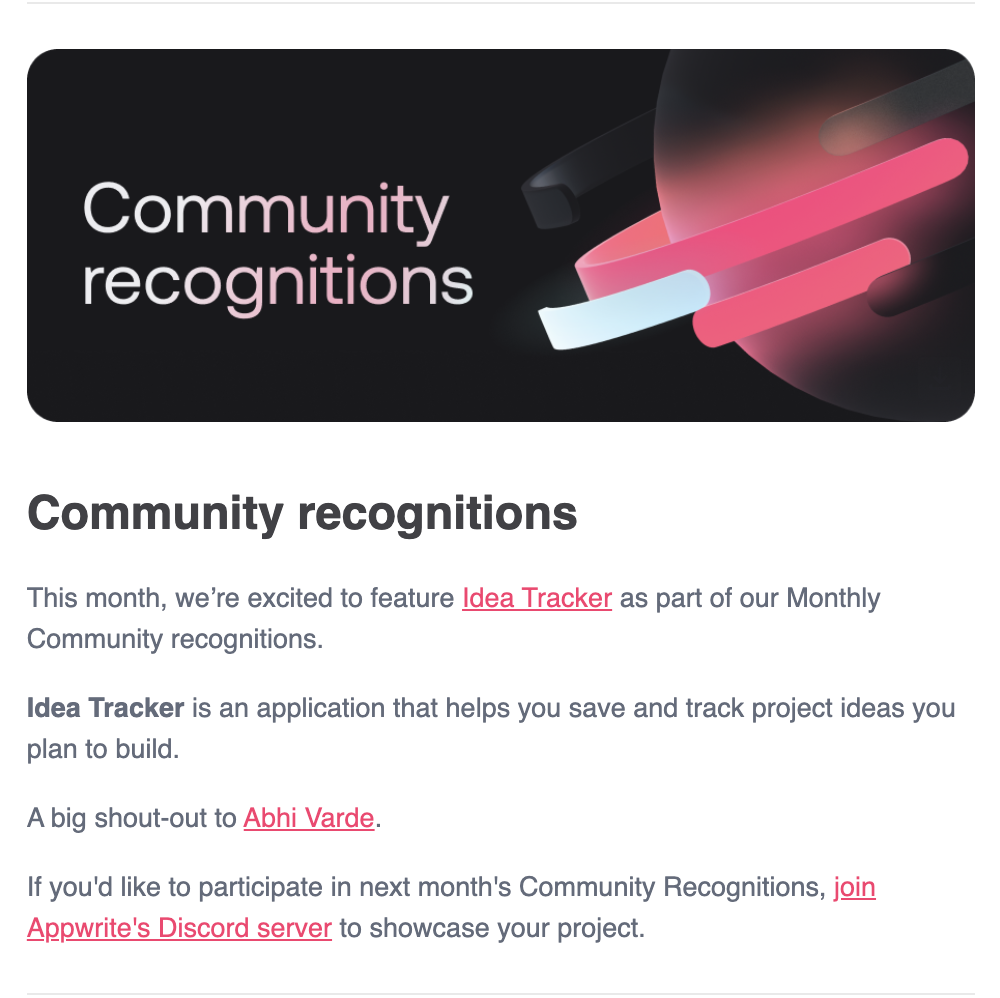 Community
recognitions
Community recognitions
This month, we’re excited to feature Idea Tracker as part of our Monthly
Community recognitions.
Idea Tracker is an application that helps you save and track project ideas you
plan to build.
A big shout-out to Abhi Varde.
If you'd like to participate in next month's Community Recognitions, join
Appwrite's Discord server to showcase your project.